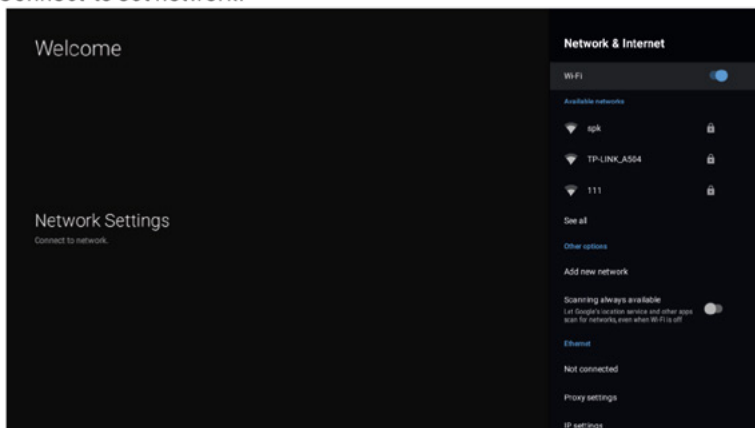 Welcome
Network Settings
Connect to network.
Network & Internet
Wi-Fi
Available networks
spk
TP-LINK_A504
111
See all
Other options
Add new network
Scanning always available
Let Google's location service and other apps
scan for networks, even when Wi-Fi is off
Ethernet
Not connected
Proxy settings
IP settings